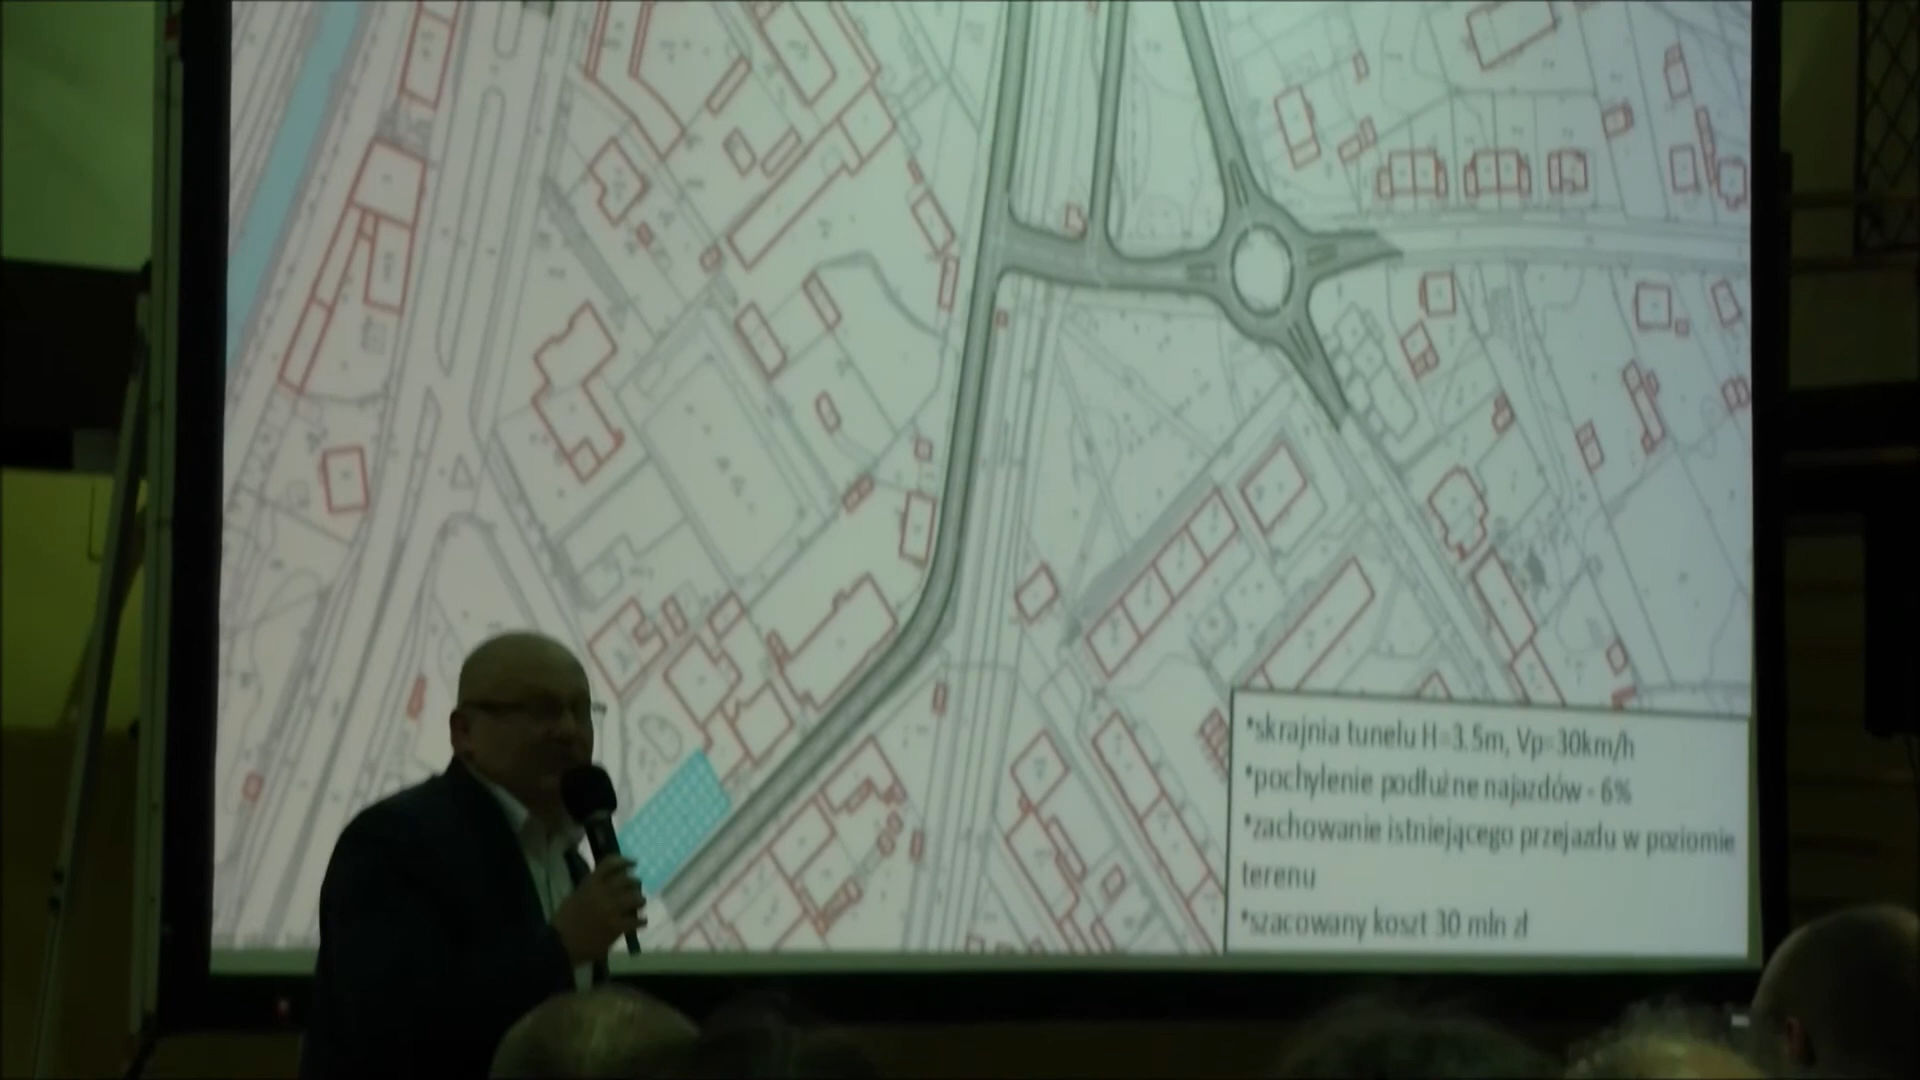 *skrajnia tunelu H=3.5m, Vp=30km/h
*pochylenie podłużne najazdów - 6%
*zachowanie istniejącego przejazdu w poziomie
terenu
*szacowany koszt 30 mln zł